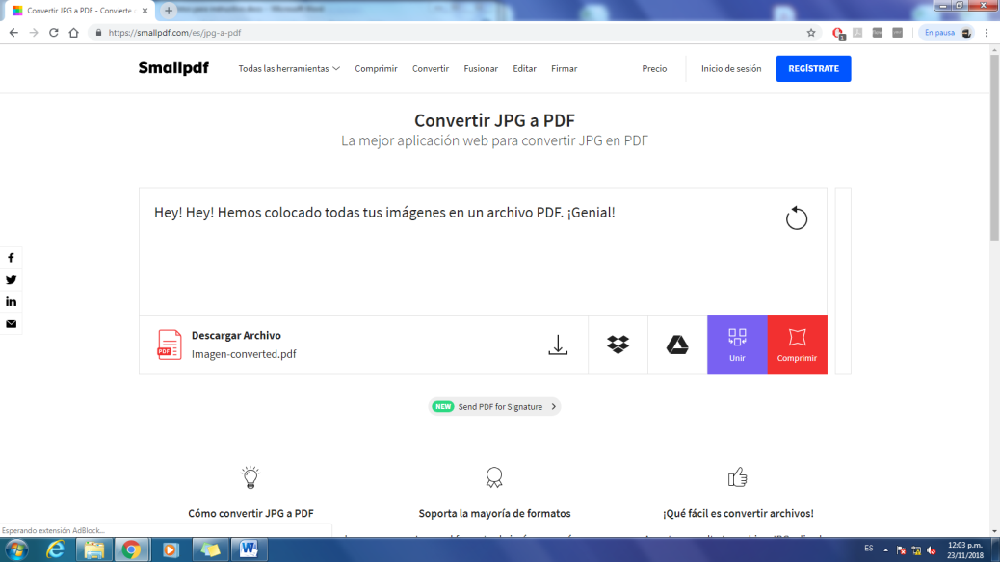 Convertir JPG a PDF - Convierte
https://smallpdf.com/es/jpg-a-pdf
1
En pausa
Smallpdf
Todas las herramientas
Comprimir
Convertir
Fusionar
Editar
Firmar
Precio
Inicio de sesión
REGÍSTRATE
Convertir JPG a PDF
La mejor aplicación web para convertir JPG en PDF
Hey! Hey! Hemos colocado todas tus imágenes en un archivo PDF. ¡Genial!
PDF
Descargar Archivo
Imagen-converted.pdf
Unir
Comprimir
NEW Send PDF for Signature
Cómo convertir JPG a PDF
Soporta la mayoría de formatos
¡Qué fácil es convertir archivos!
Esperando extensión AdBlock...
ES
12:03 p.m.
23/11/2018